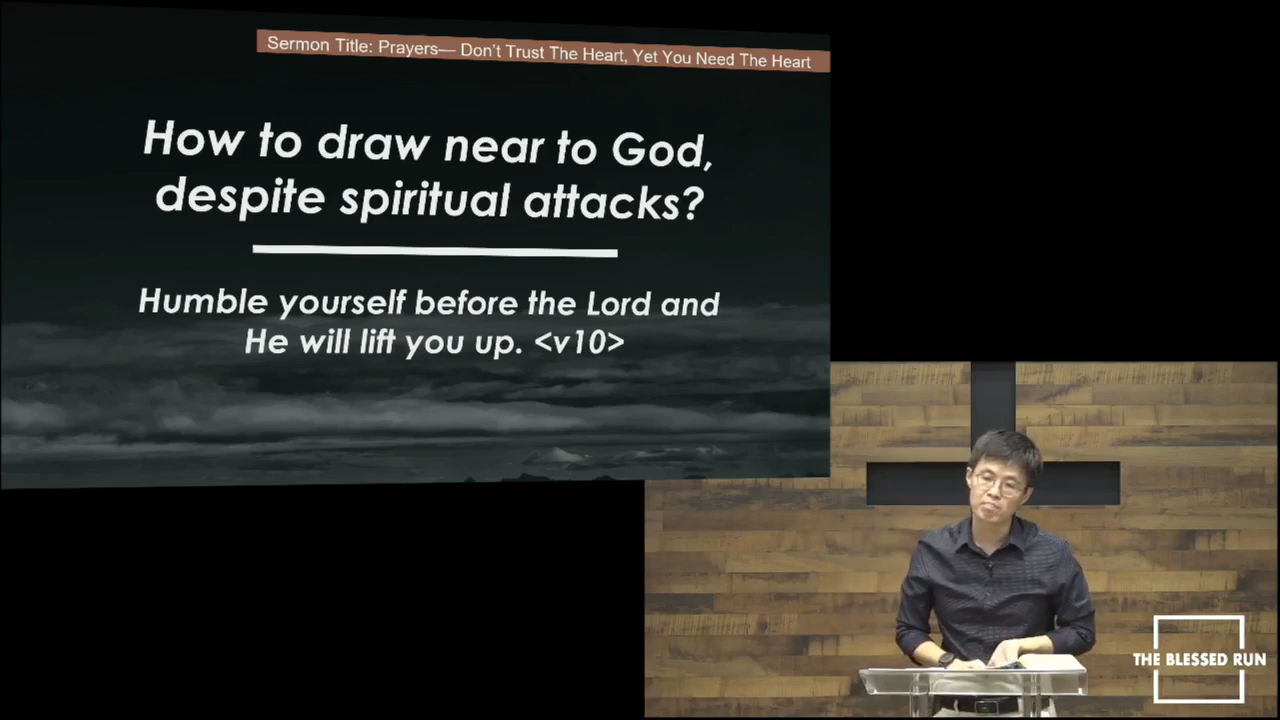 Sermon Title: Prayers— Don't Trust The Heart, Yet You Need The Heart
How to draw near to God,
despite spiritual attacks?
Humble yourself before the Lord and
He will lift you up. <v10>
THE BLESSED RUN